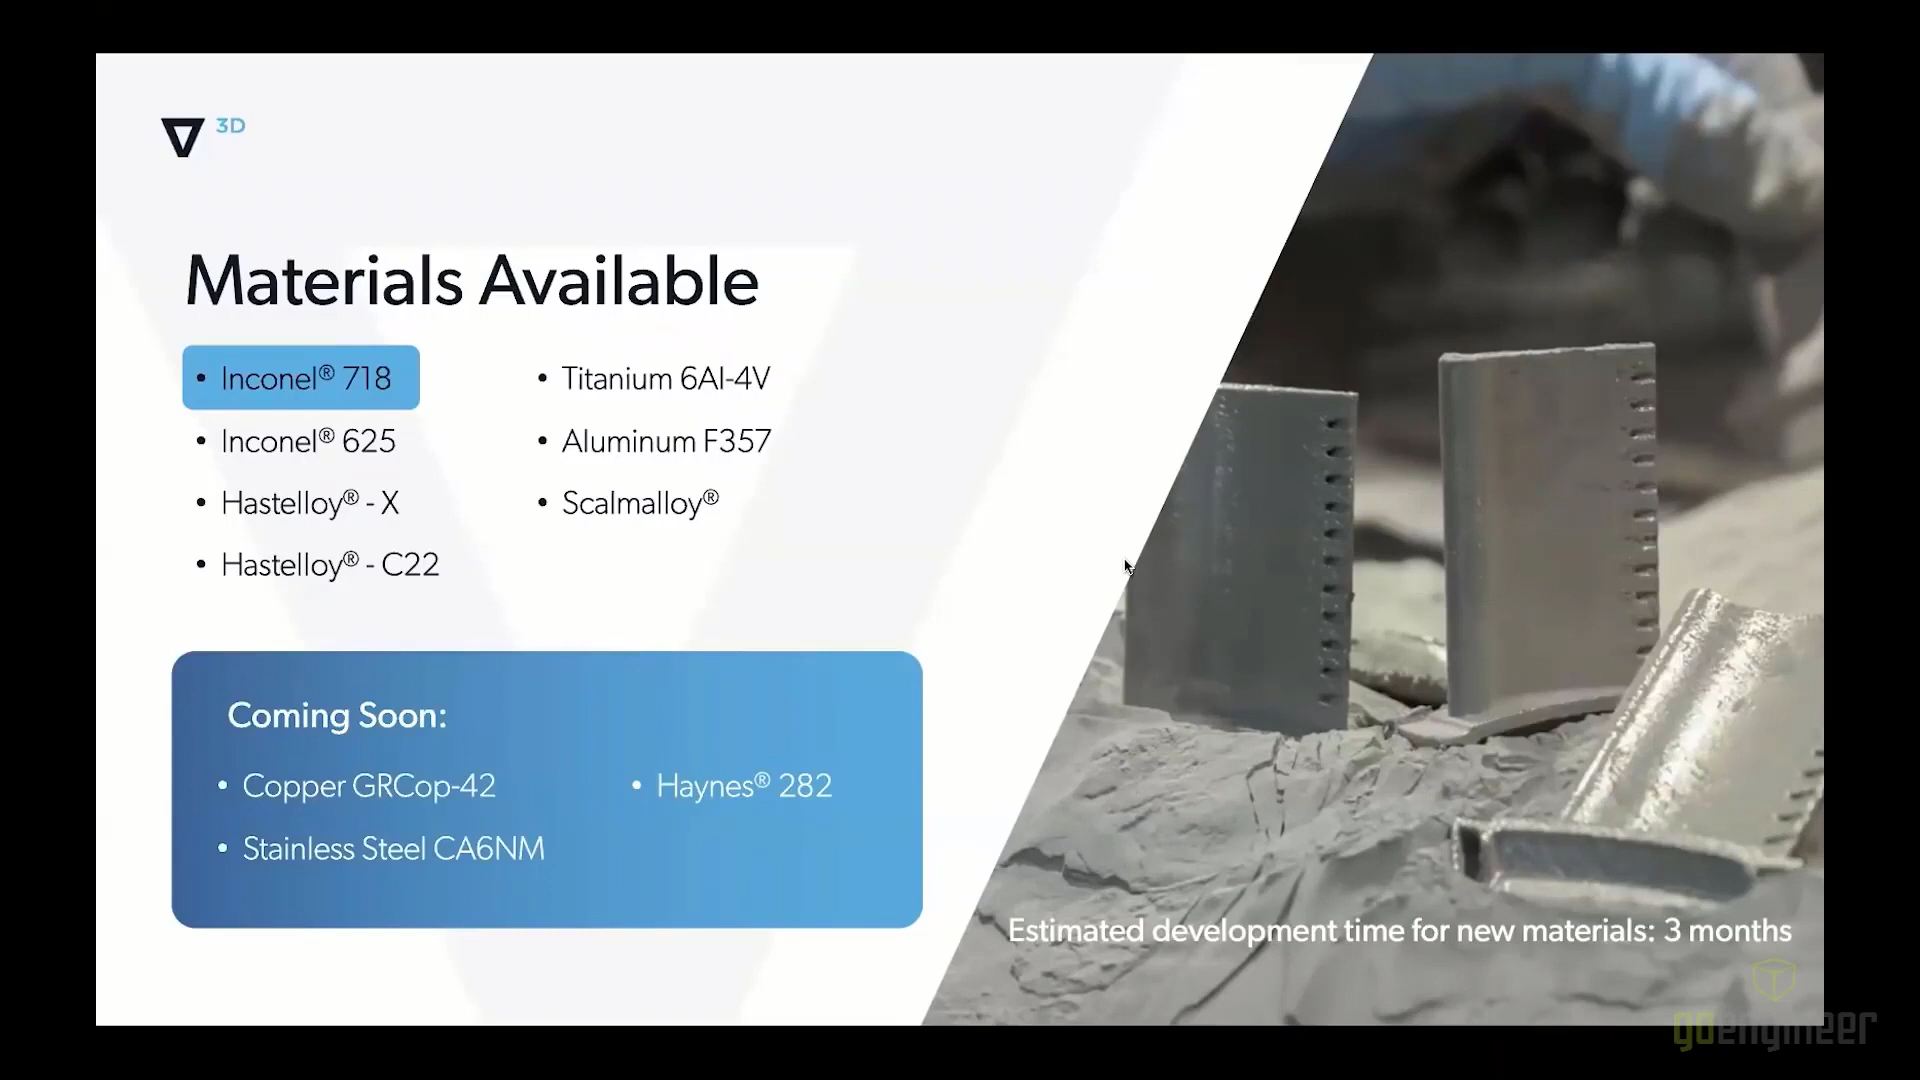 3D
Materials Available
• Inconel® 718
• Inconel® 625
• Hastelloy® - X
• Hastelloy® - C22
• Titanium 6Al-4V
• Aluminum F357
• Scalmalloy®
Coming Soon:
• Copper GRCop-42
• Stainless Steel CA6NM
• Haynes® 282
Estimated development time for new materials: 3 months
goengineer